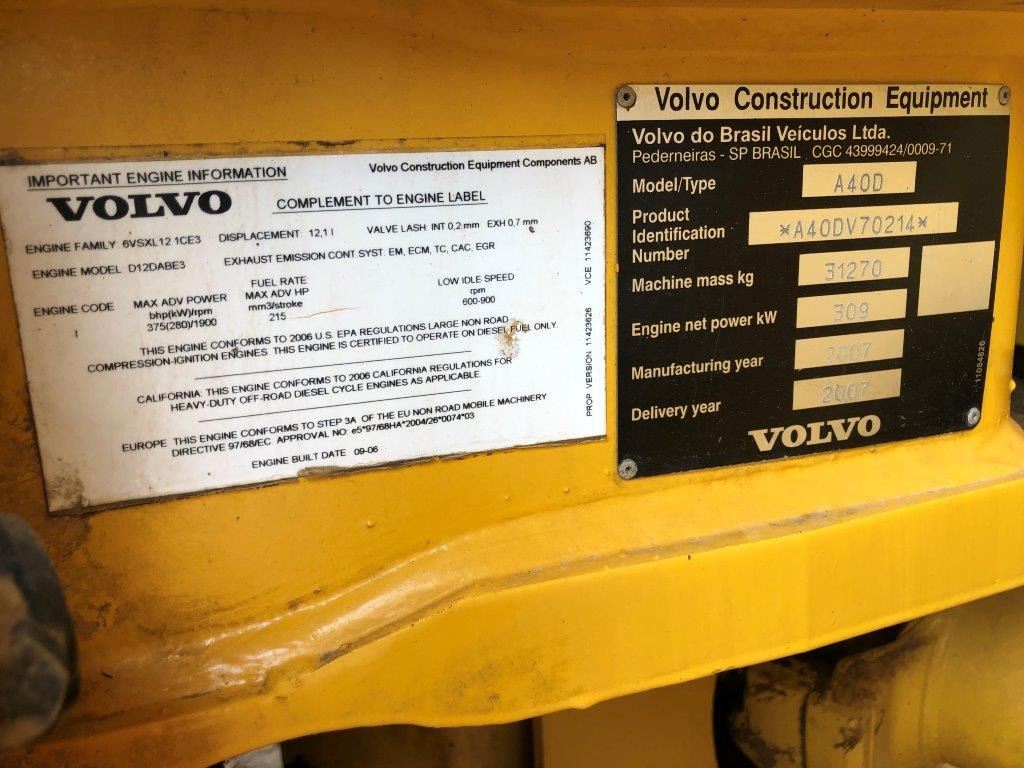 IMPORTANT ENGINE INFORMATION
Volvo Construction Equipment Components AB
VOLVO
COMPLEMENT TO ENGINE LABEL
ENGINE FAMILY 6VSXL12 1CE3 DISPLACEMENT: 12,1 l VALVE LASH: INT 0,2 mm EXH 0,7 mm
ENGINE MODEL D12DABE3 EXHAUST EMISSION CONT SYST. EM, ECM, TC, CAC, EGR
ENGINE CODE
MAX ADV POWER
bhp(kW)/rpm
FUEL RATE
MAX ADV HP
mm3/stroke
LOW IDLE SPEED
rpm
I 375(280)/1900 215 600-900
THIS ENGINE CONFORMS TO 2006 U.S. EPA REGULATIONS LARGE NON ROAD
COMPRESSION-IGNITION ENGINES. THIS ENGINE IS CERTIFIED TO OPERATE ON DIESEL FUEL ONLY.
CALIFORNIA: THIS ENGINE CONFORMS TO 2006 CALIFORNIA REGULATIONS FOR
HEAVY-DUTY OFF-ROAD DIESEL CYCLE ENGINES AS APPLICABLE
EUROPE THIS ENGINE CONFORMS TO STEP 3A OF THE EU NON ROAD MOBILE MACHINERY
DIRECTIVE 97/68/EC. APPROVAL NO: e5*97/68HA*2004/26*0074*03
ENGINE BUILT DATE 09-06
PROP. VERSION. 11423626 VCE 11423690
Volvo Construction Equipment
Volvo do Brasil Veículos Ltda.
Pederneiras - SP BRASIL CGC 43999424/0009-71
Model/Type A40D
Product
Identification *A40DV70214*
Number
Machine mass kg 31270
Engine net power kW 309
Manufacturing year 2007
Delivery year 2007
VOLVO
11084826